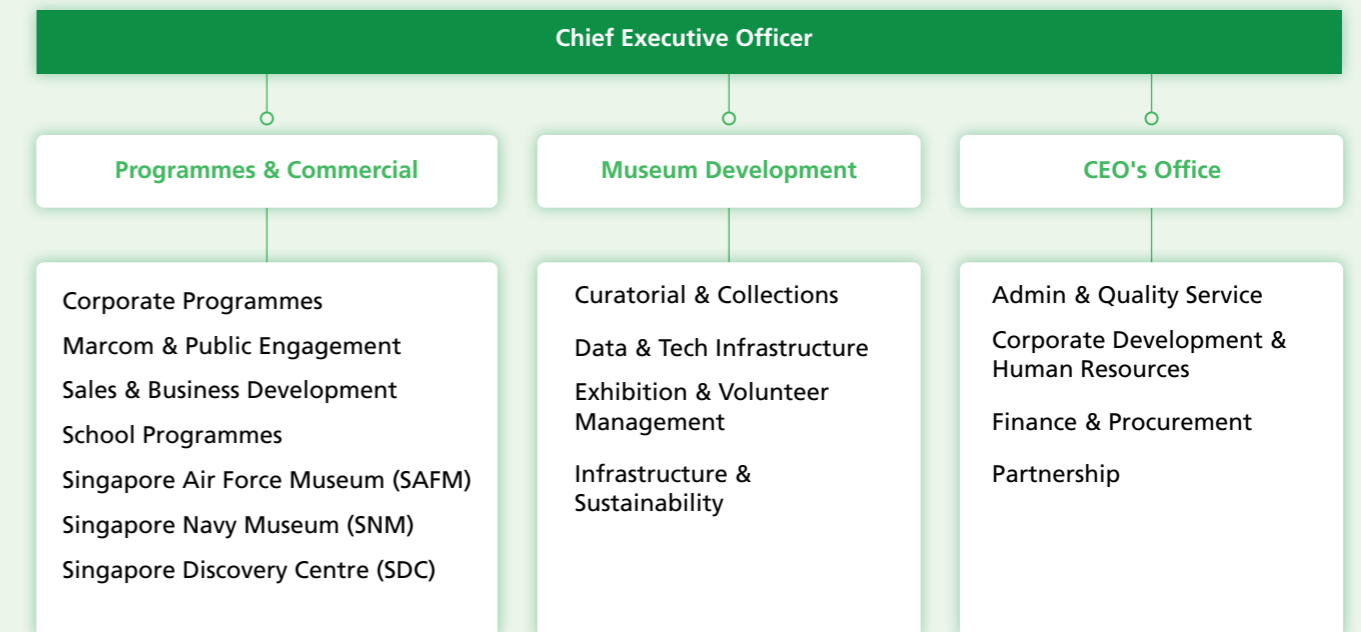 Chief Executive Officer
Programmes & Commercial
Corporate Programmes
Marcom & Public Engagement
Sales & Business Development
School Programmes
Singapore Air Force Museum (SAFM)
Singapore Navy Museum (SNM)
Singapore Discovery Centre (SDC)
Museum Development
Curatorial & Collections
Data & Tech Infrastructure
Exhibition & Volunteer
Management
Infrastructure &
Sustainability
CEO's Office
Admin & Quality Service
Corporate Development &
Human Resources
Finance & Procurement
Partnership